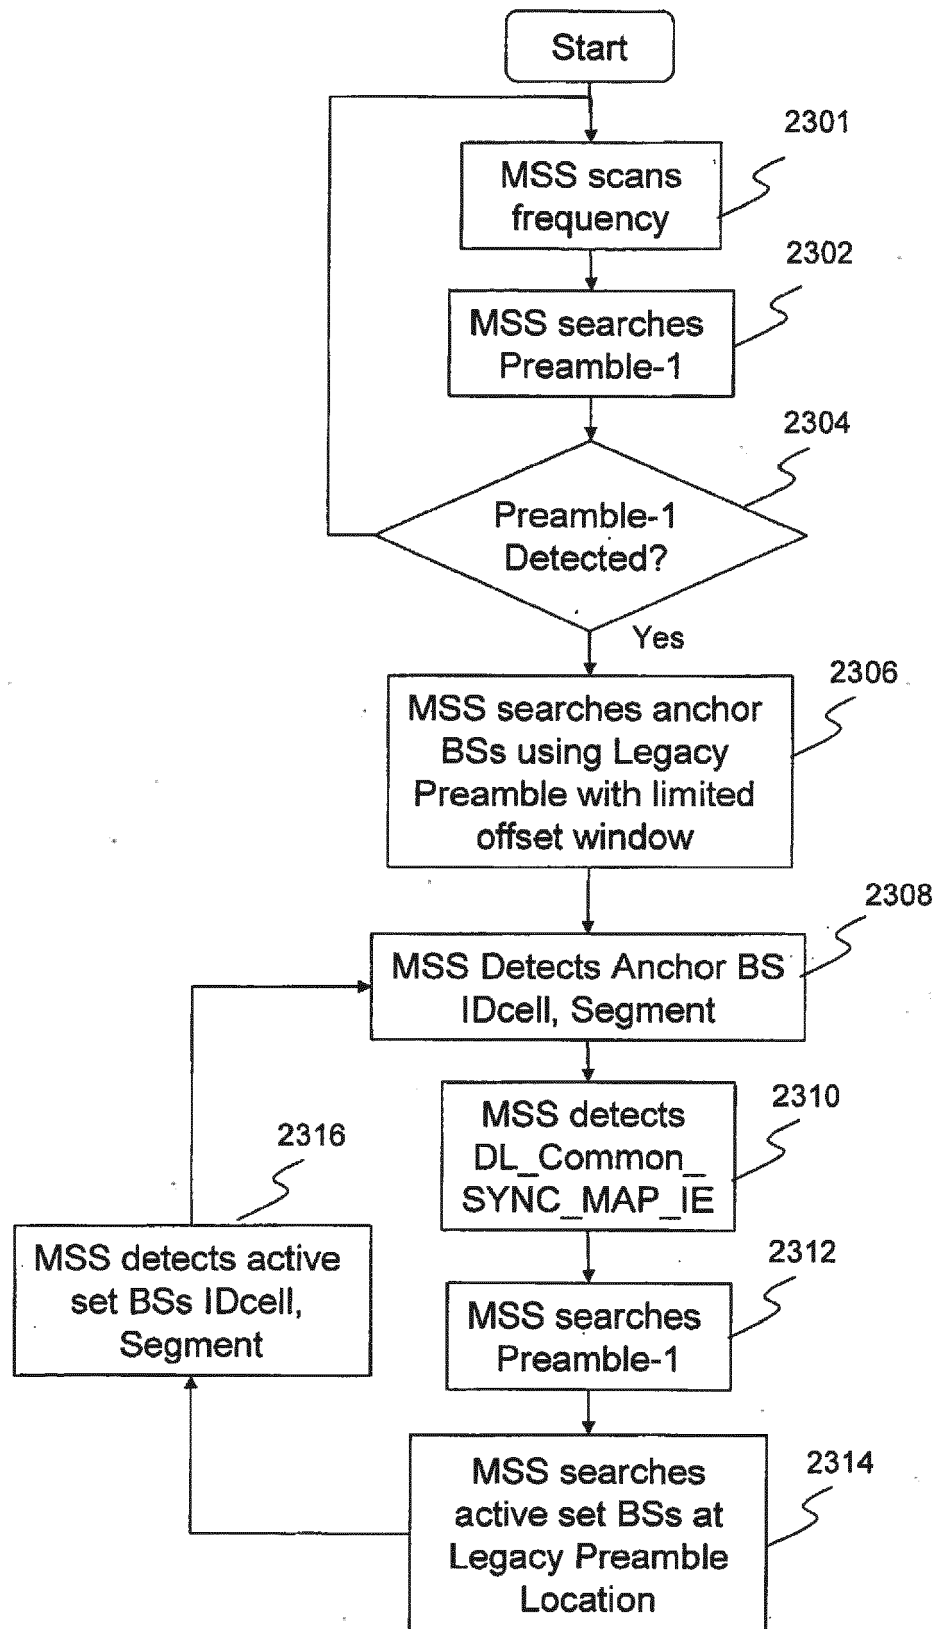 Start
2301
MSS scans
frequency
2302
MSS searches
Preamble-1
2304
Preamble-1
Detected?
Yes
2306
MSS searches anchor
BSs using Legacy
Preamble with limited
offset window
2308
MSS Detects Anchor BS
IDcell, Segment
2310
MSS detects
DL_Common_
SYNC_MAP_IE
2316
MSS detects active
set BSs IDcell,
Segment
2312
MSS searches
Preamble-1
2314
MSS searches
active set BSs at
Legacy Preamble
Location